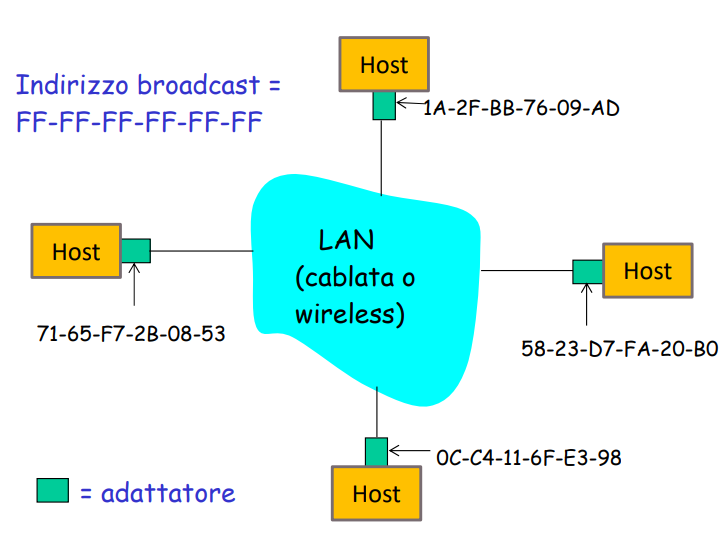 Host
Indirizzo broadcast =
FF-FF-FF-FF-FF-FF
1A-2F-BB-76-09-AD
Host
LAN
(cablata o
wireless)
Host
71-65-F7-2B-08-53
58-23-D7-FA-20-B0
0C-C4-11-6F-E3-98
Host
= adattatore